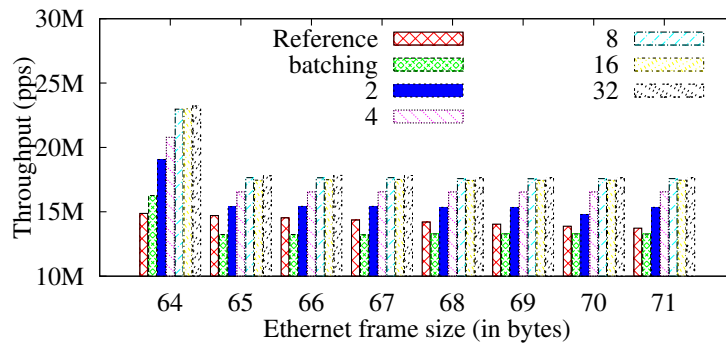 Throughput (pps)
30M
25M
20M
15M
10M
Reference
batching
2
4
8
16
32
64 65 66 67 68 69 70 71
Ethernet frame size (in bytes)